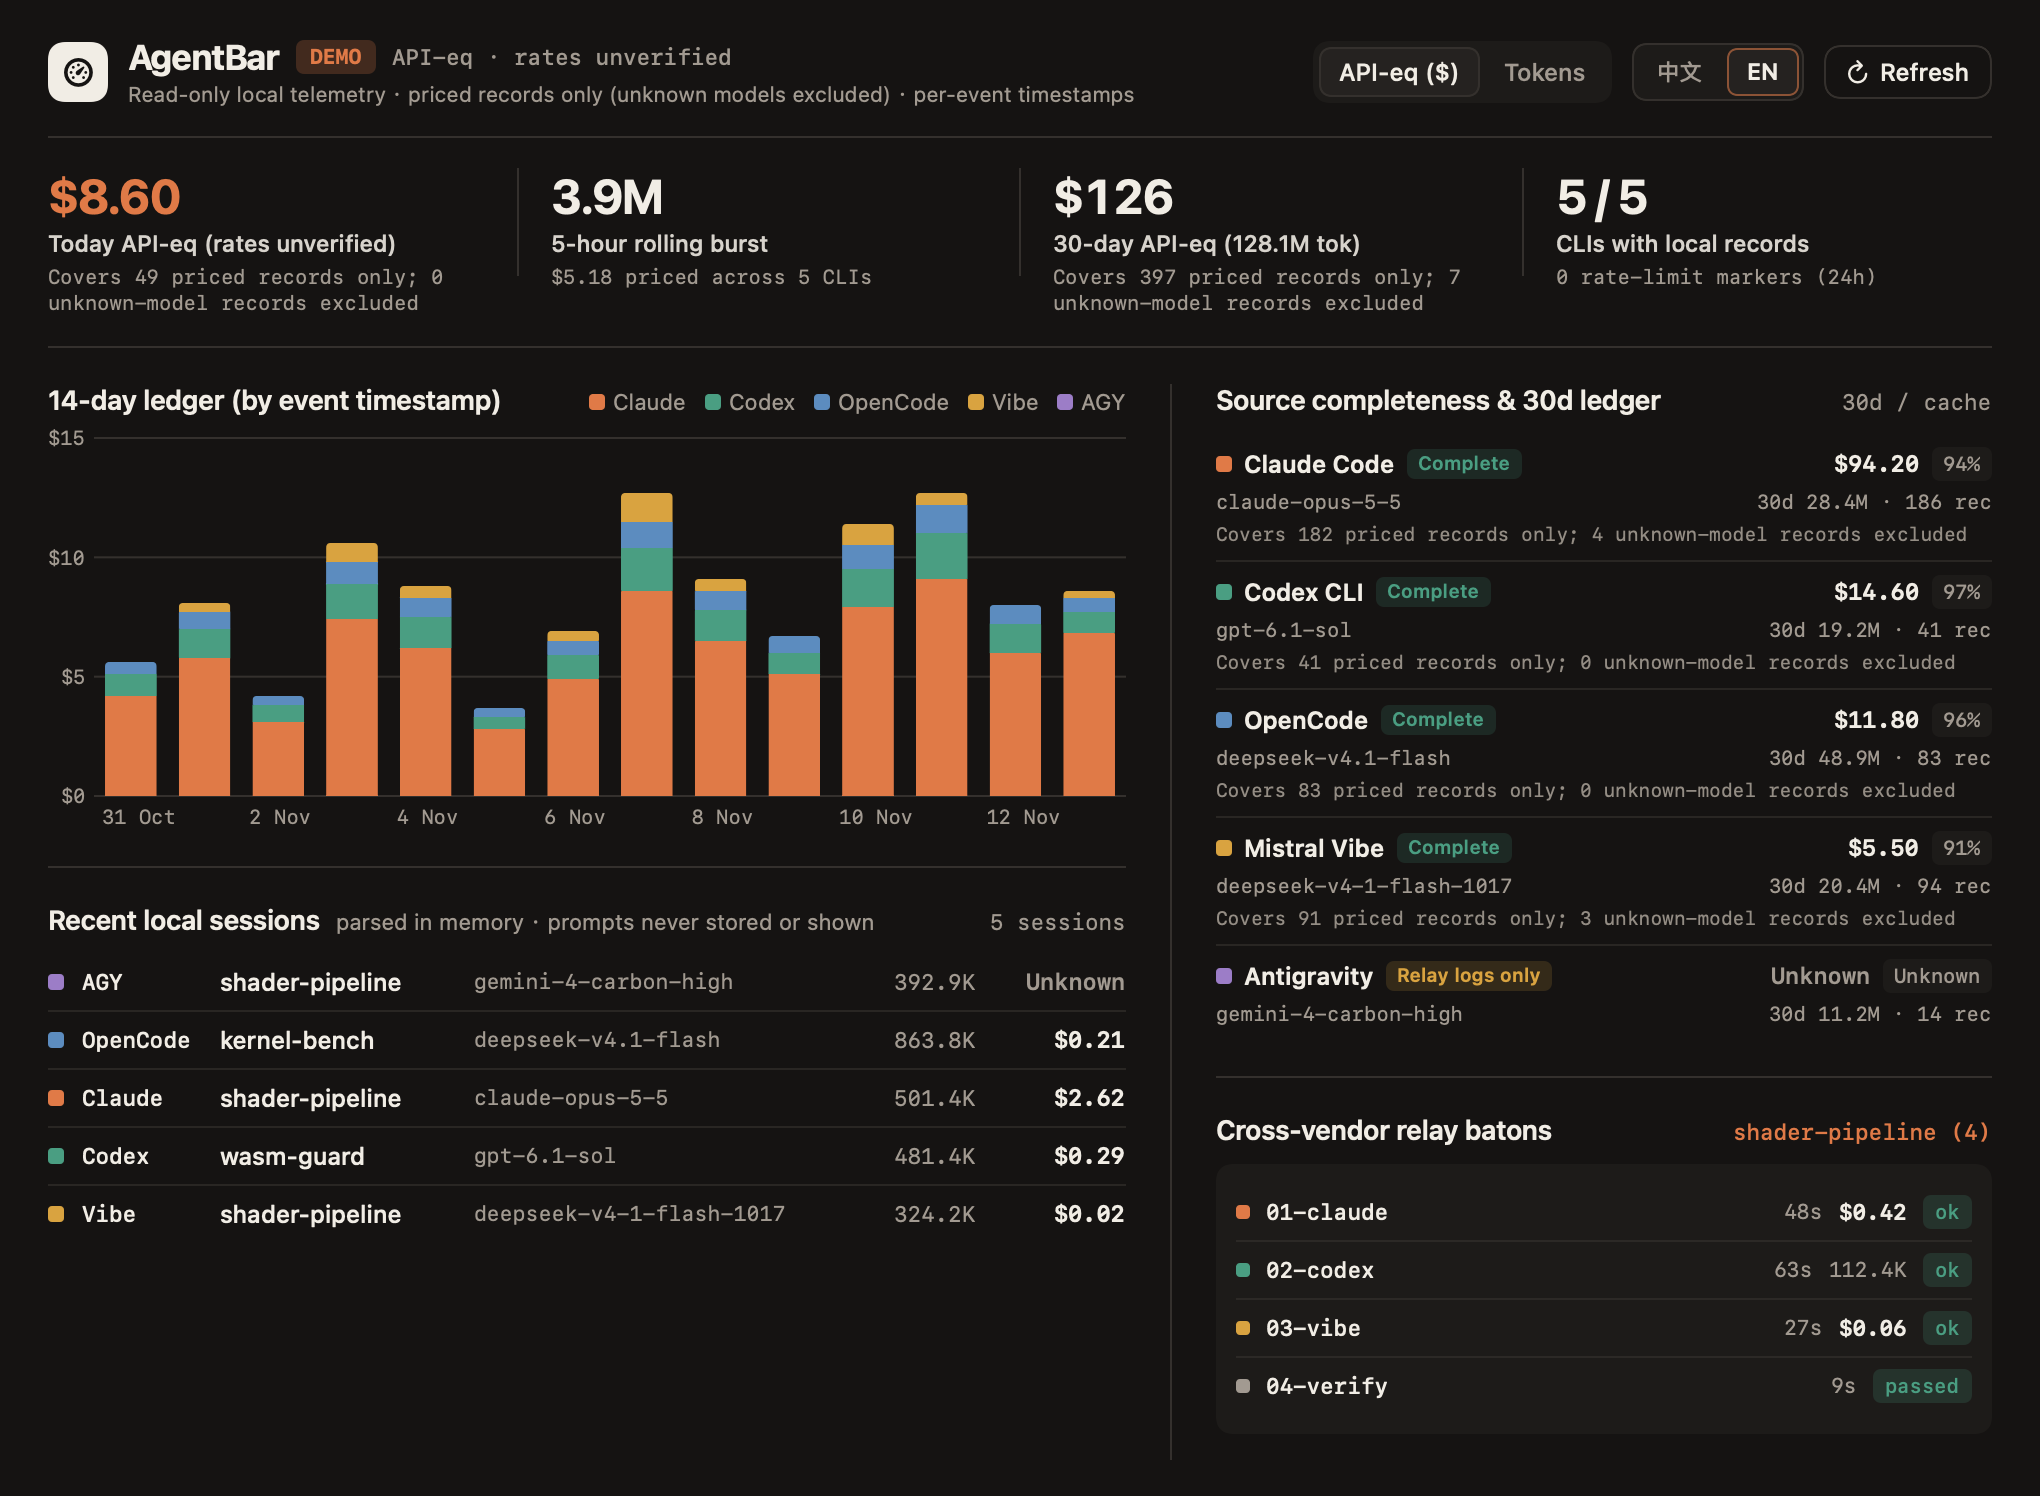 AgentBar DEMO API-eq · rates unverified
Read-only local telemetry · priced records only (unknown models excluded) · per-event timestamps
API-eq ($) Tokens 中文 EN Refresh
$8.60
Today API-eq (rates unverified)
Covers 49 priced records only; 0
unknown-model records excluded
3.9M
5-hour rolling burst
$5.18 priced across 5 CLIs
$126
30-day API-eq (128.1M tok)
Covers 397 priced records only; 7
unknown-model records excluded
5/5
CLIs with local records
0 rate-limit markers (24h)
14-day ledger (by event timestamp) Claude Codex OpenCode Vibe AGY
$15
$10
$5
$0
31 Oct 2 Nov 4 Nov 6 Nov 8 Nov 10 Nov 12 Nov
Recent local sessions parsed in memory · prompts never stored or shown 5 sessions
AGY shader-pipeline gemini-4-carbon-high 392.9K Unknown
OpenCode kernel-bench deepseek-v4.1-flash 863.8K $0.21
Claude shader-pipeline claude-opus-5-5 501.4K $2.62
Codex wasm-guard gpt-6.1-sol 481.4K $0.29
Vibe shader-pipeline deepseek-v4-1-flash-1017 324.2K $0.02
Source completeness & 30d ledger 30d / cache
Claude Code Complete $94.20 94%
claude-opus-5-5 30d 28.4M · 186 rec
Covers 182 priced records only; 4 unknown-model records excluded
Codex CLI Complete $14.60 97%
gpt-6.1-sol 30d 19.2M · 41 rec
Covers 41 priced records only; 0 unknown-model records excluded
OpenCode Complete $11.80 96%
deepseek-v4.1-flash 30d 48.9M · 83 rec
Covers 83 priced records only; 0 unknown-model records excluded
Mistral Vibe Complete $5.50 91%
deepseek-v4-1-flash-1017 30d 20.4M · 94 rec
Covers 91 priced records only; 3 unknown-model records excluded
Antigravity Relay logs only Unknown Unknown
gemini-4-carbon-high 30d 11.2M · 14 rec
Cross-vendor relay batons shader-pipeline (4)
01-claude 48s $0.42 ok
02-codex 63s 112.4K ok
03-vibe 27s $0.06 ok
04-verify 9s passed